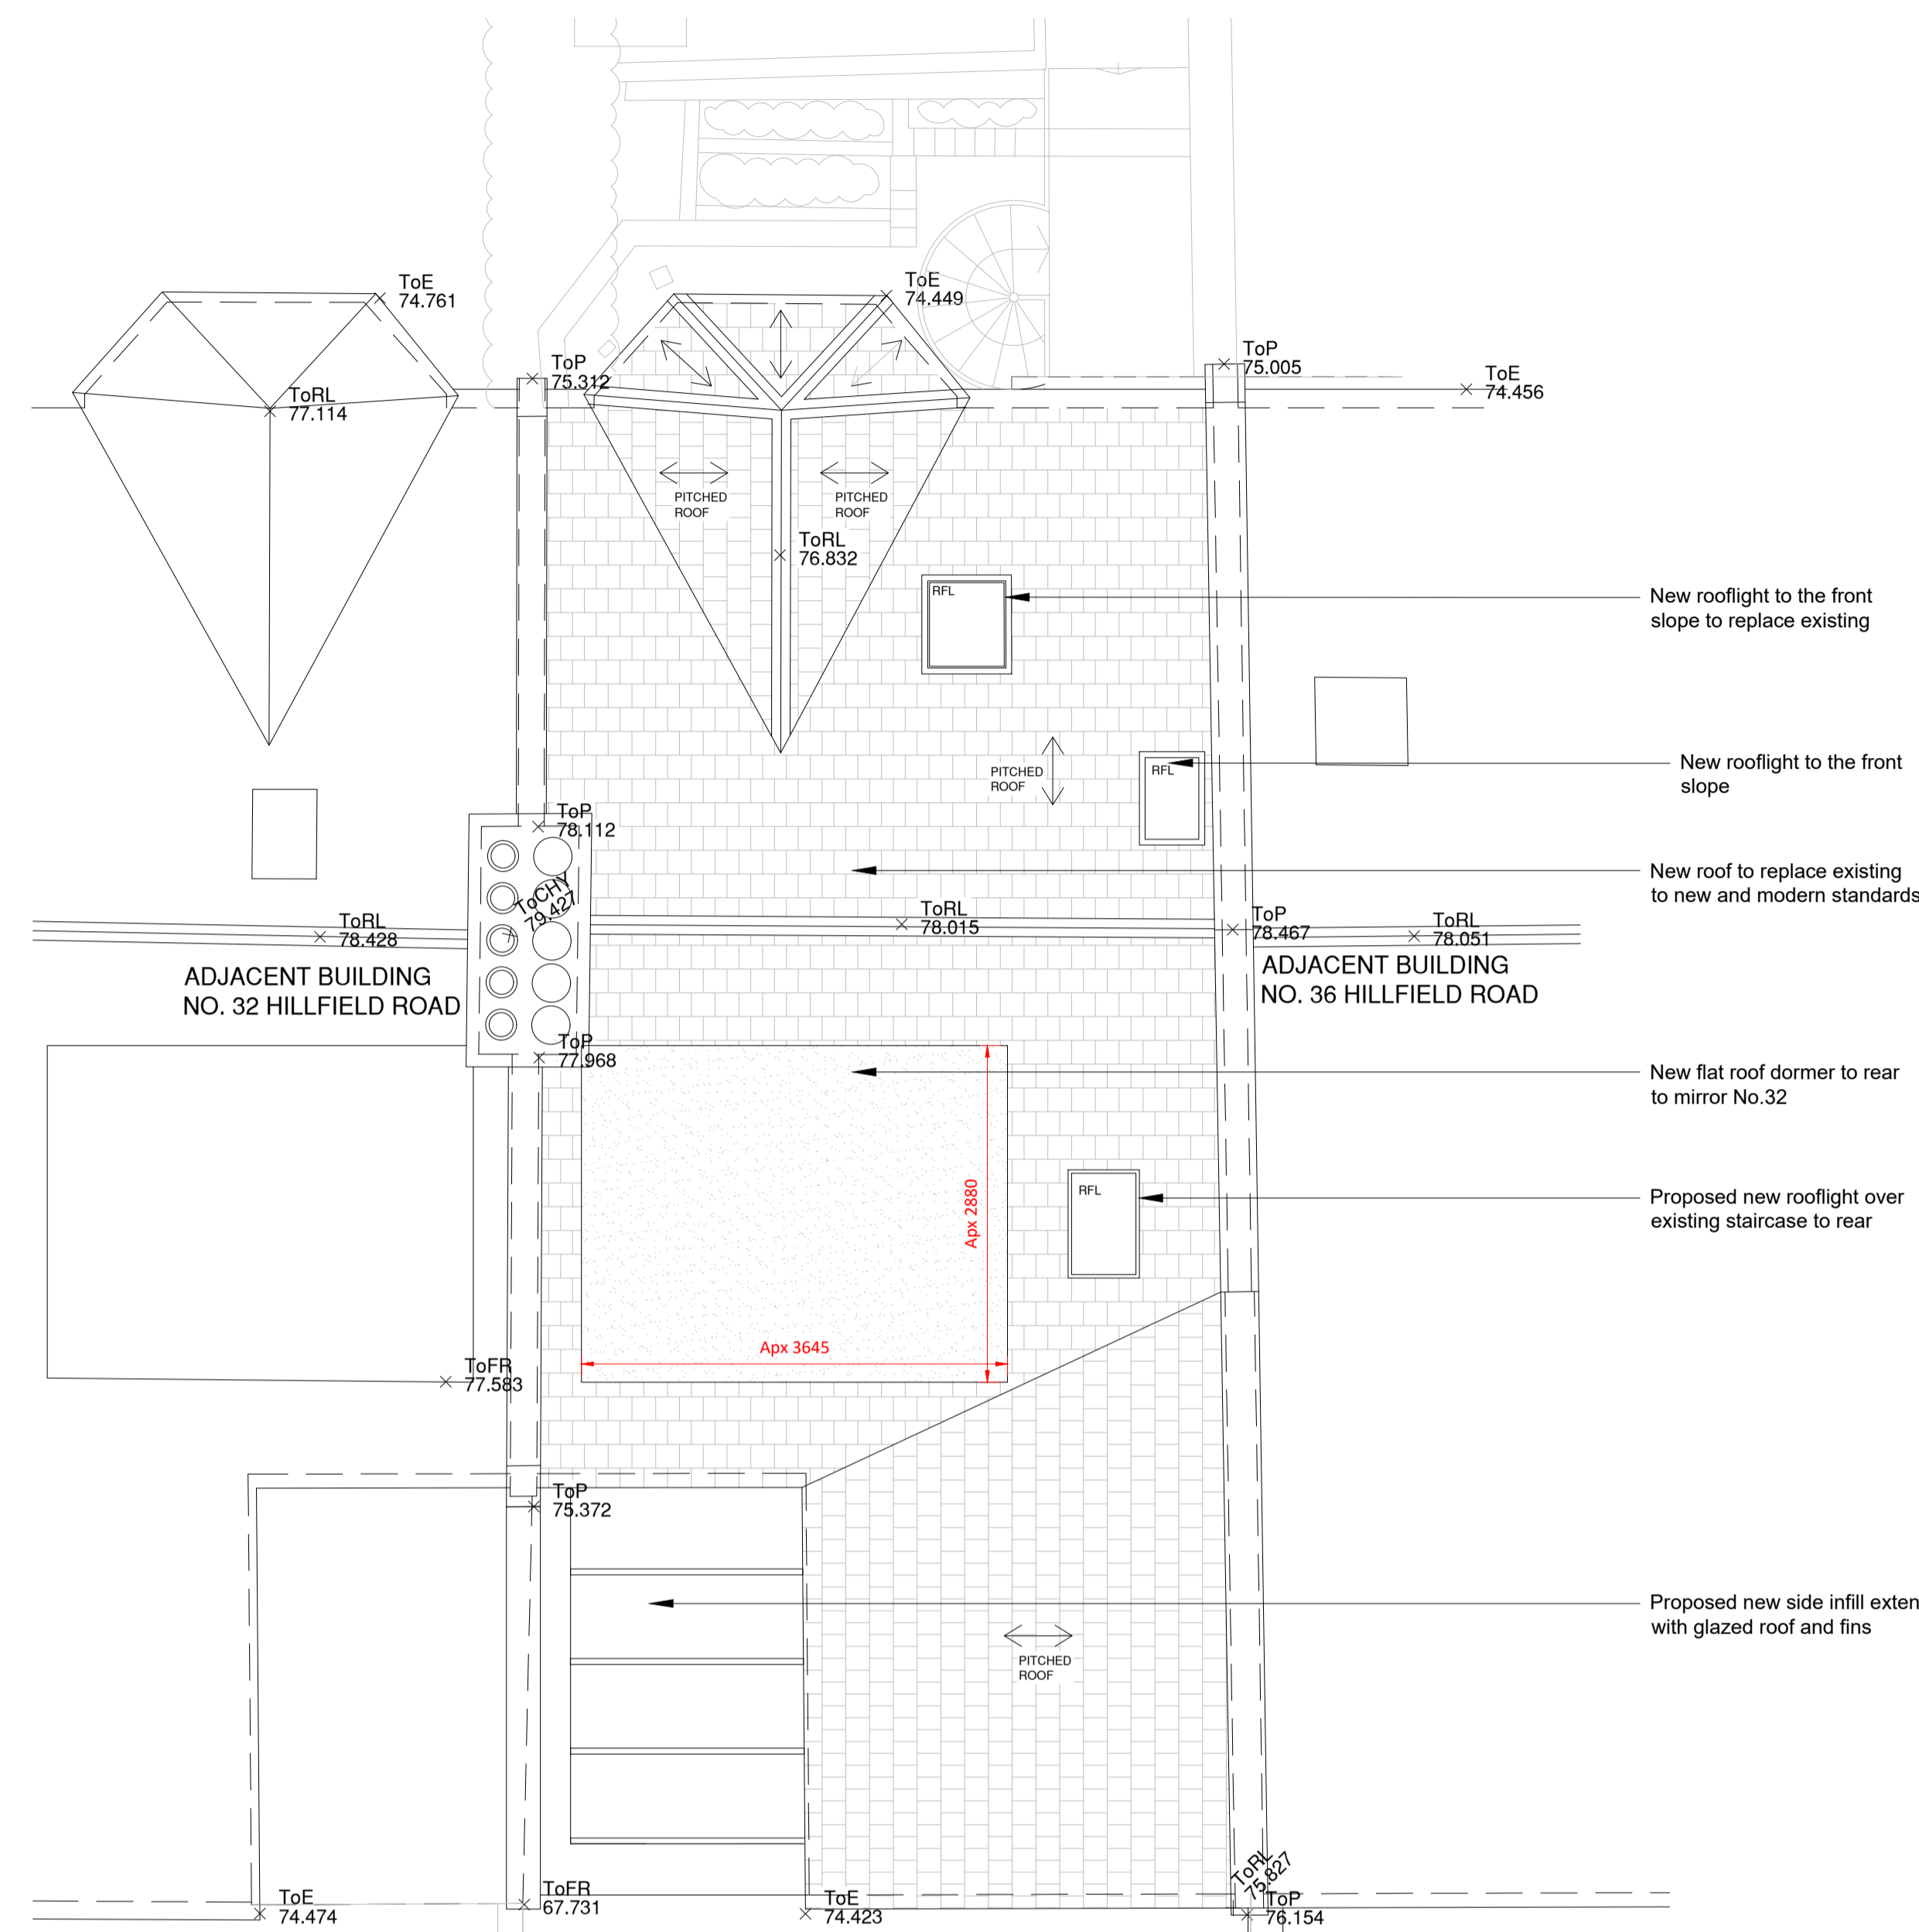 ToE
74.761
ToE
74.449
ToP
75.312
ToP
75.005
ToE
74.456
ToRL
77.114
PITCHED
ROOF
PITCHED
ROOF
ToRL
76.832
RFL
New rooflight to the front
slope to replace existing
PITCHED
ROOF
RFL
New rooflight to the front
slope
ToP
78.112
ToCHY
79.427
New roof to replace existing
to new and modern standards
ToRL
78.428
ToRL
78.015
ToP
78.467
ToRL
78.051
ADJACENT BUILDING
NO. 32 HILLFIELD ROAD
ADJACENT BUILDING
NO. 36 HILLFIELD ROAD
ToP
77.968
New flat roof dormer to rear
to mirror No.32
Apx 2880
RFL
Proposed new rooflight over
existing staircase to rear
Apx 3645
ToFR
77.583
ToP
75.372
Proposed new side infill exten
with glazed roof and fins
PITCHED
ROOF
ToRL
75.827
ToE
74.474
ToFR
67.731
ToE
74.423
ToP
76.154